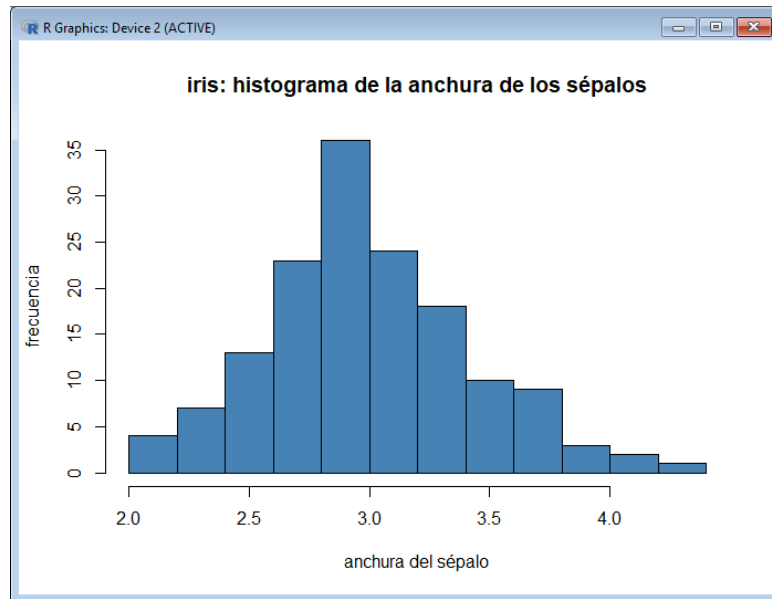 R Graphics: Device 2 (ACTIVE)
iris: histograma de la anchura de los sépalos
frecuencia
35
30
25
20
15
10
5
0
2.0 2.5 3.0 3.5 4.0
anchura del sépalo